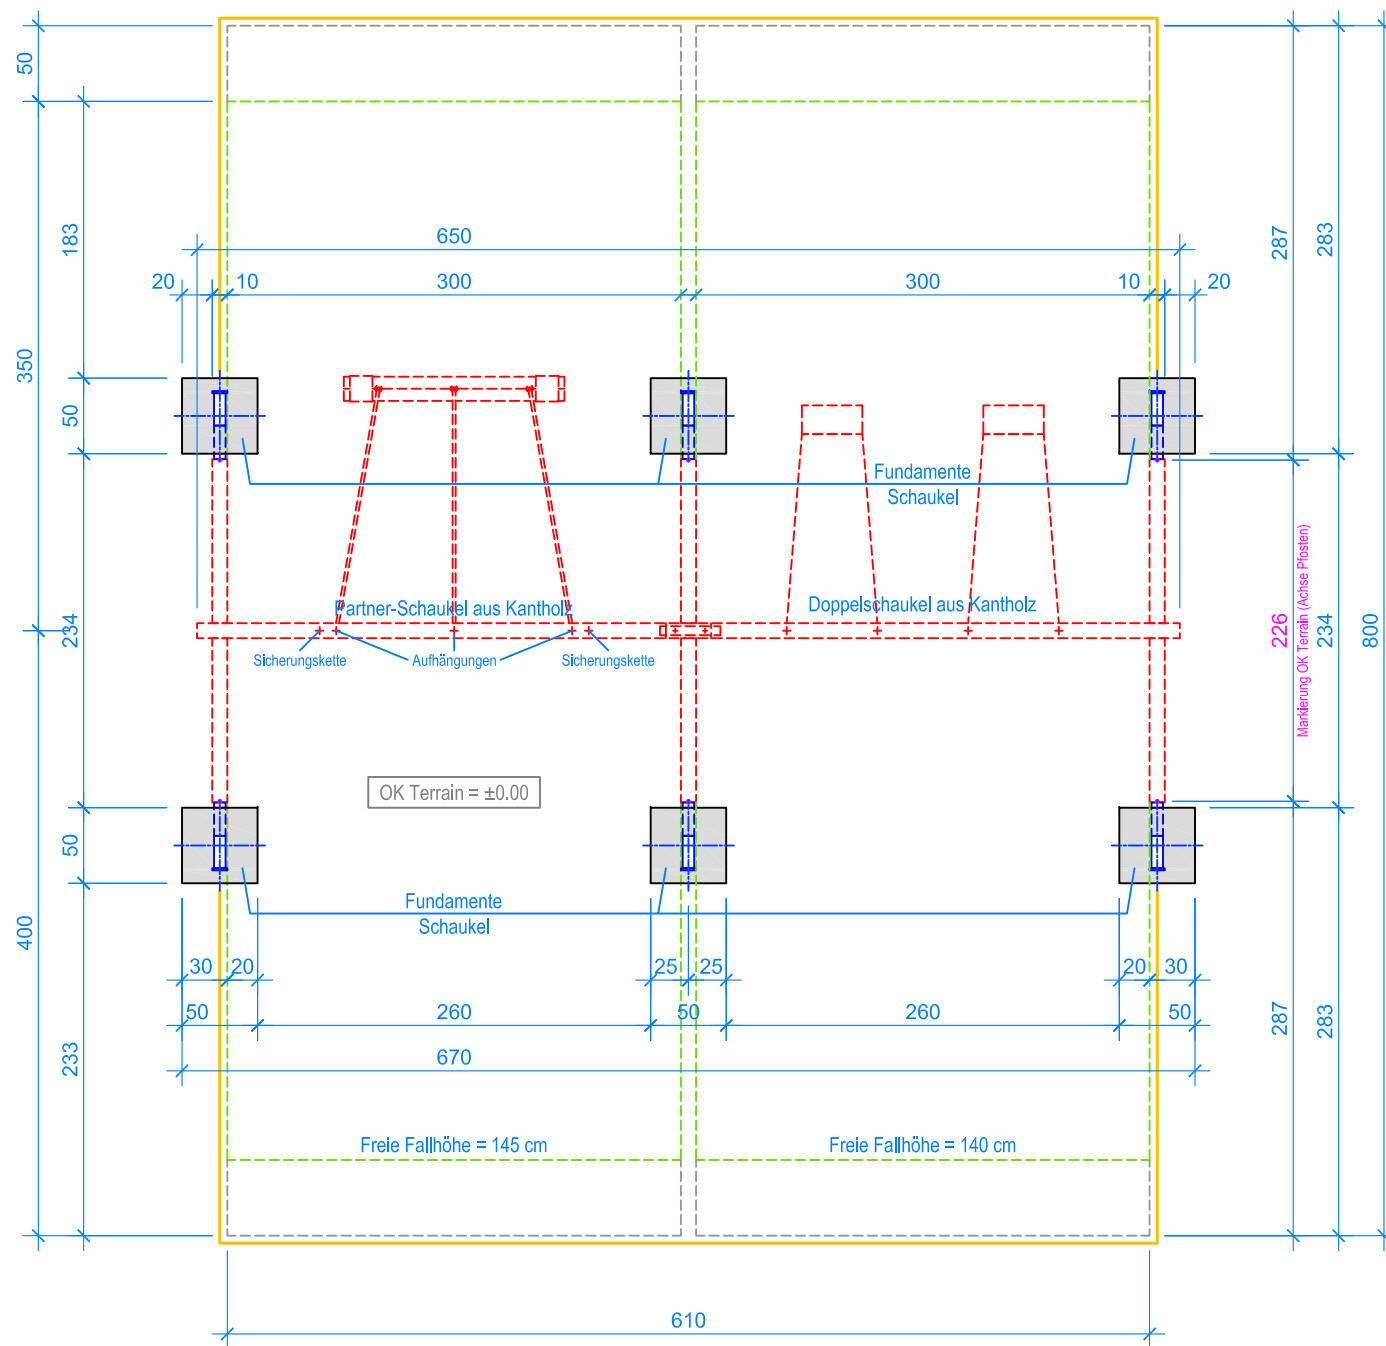 50
183
650
287
283
20
10
300
300
10
20
350
50
Fundamente
Schaukel
Partner-Schaukel aus Kantholz
Doppelschaukel aus Kantholz
234
226
Markierung OK Terrain (Achse Pfosten)
234
800
Sicherungskette
Aufhängungen
Sicherungskette
OK Terrain = ±0.00
50
Fundamente
Schaukel
400
30
20
25
25
20
30
50
260
50
260
50
287
283
233
670
Freie Fallhöhe = 145 cm
Freie Fallhöhe = 140 cm
610